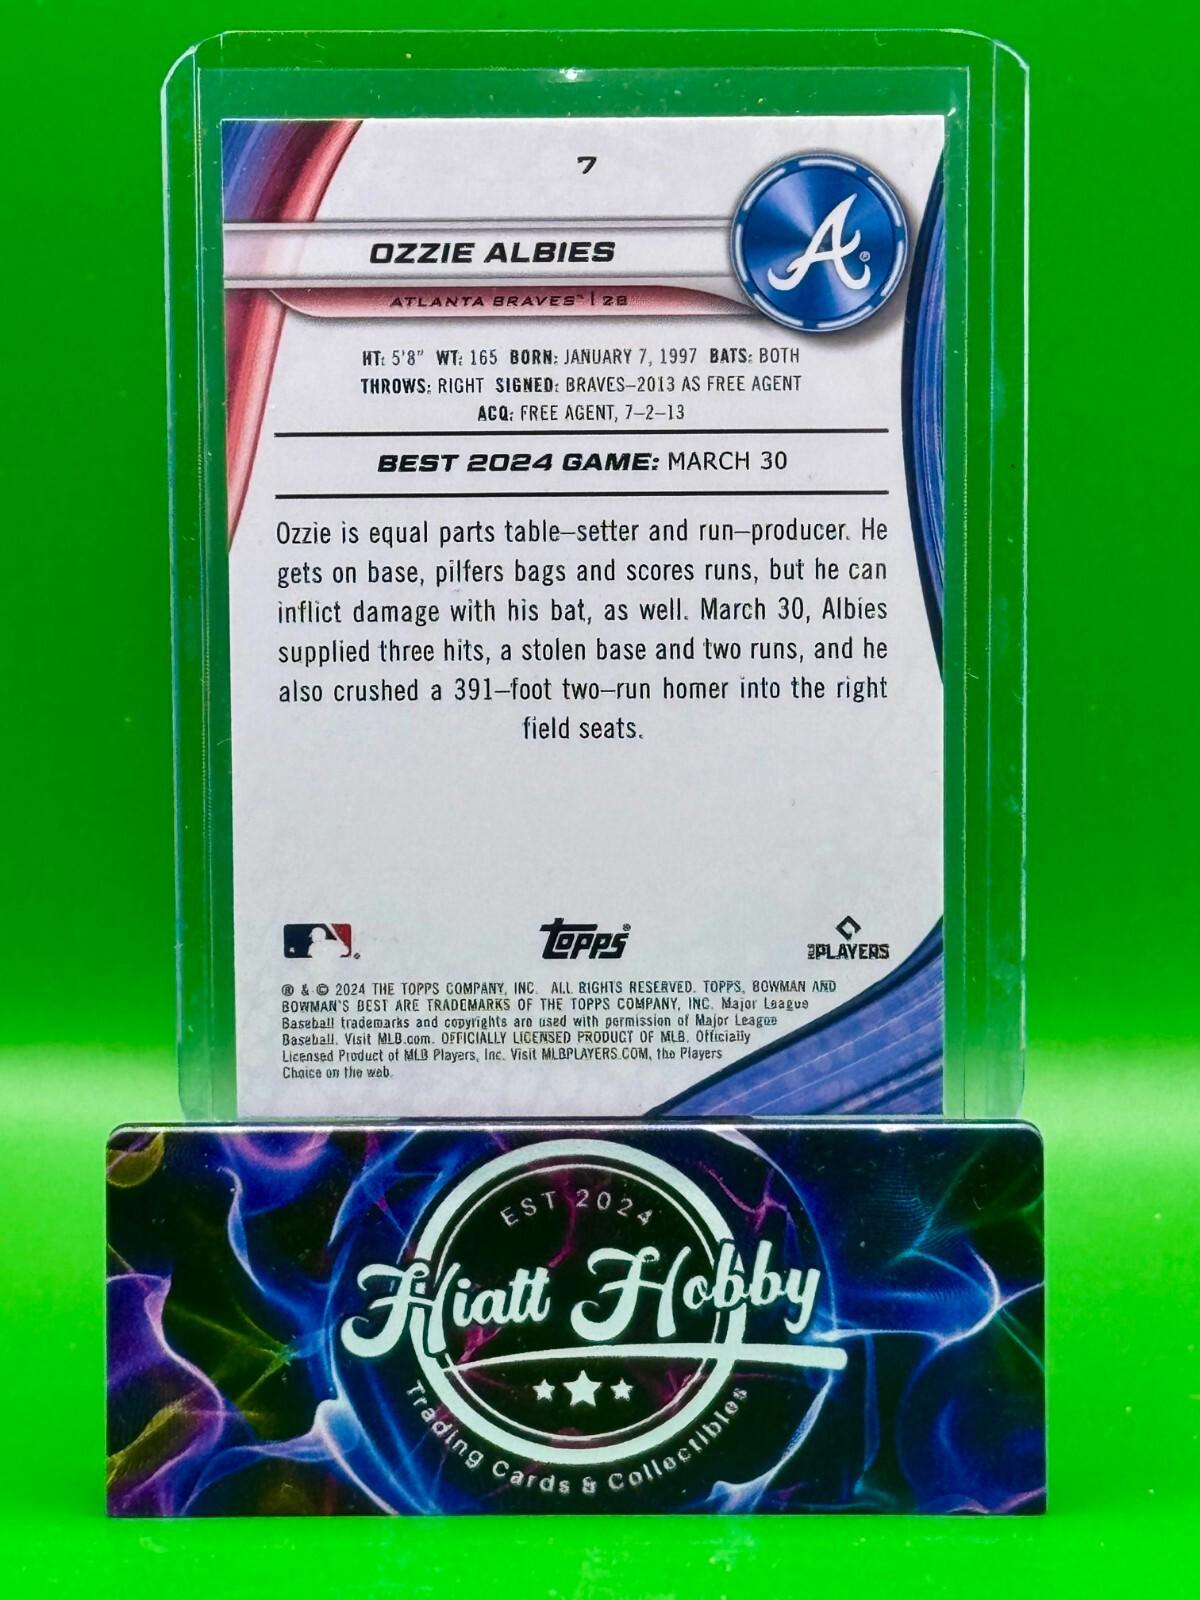 7
OZZIE ALBIES
A®
ATLANTA BRAVES™ | 2B
HT: 5'8" WT: 165 BORN: JANUARY 7, 1997 BATS: BOTH
THROWS: RIGHT SIGNED: BRAVES–2013 AS FREE AGENT
ACQ: FREE AGENT, 7–2–13
BEST 2024 GAME: MARCH 30
Ozzie is equal parts table–setter and run–producer. He
gets on base, pilfers bags and scores runs, but he can
inflict damage with his bat, as well. March 30, Albies
supplied three hits, a stolen base and two runs, and he
also crushed a 391–foot two–run homer into the right
field seats.
Topps®
MLB PLAYERS
® & © 2024 THE TOPPS COMPANY, INC. ALL RIGHTS RESERVED. TOPPS, BOWMAN AND
BOWMAN'S BEST ARE TRADEMARKS OF THE TOPPS COMPANY, INC. Major League
Baseball trademarks and copyrights are used with permission of Major League
Baseball. Visit MLB.com. OFFICIALLY LICENSED PRODUCT OF MLB. Officially
Licensed Product of MLB Players, Inc. Visit MLBPLAYERS.COM, the Players
Choice on the web.
EST 2024
Hiatt Hobby
Trading Cards & Collectibles